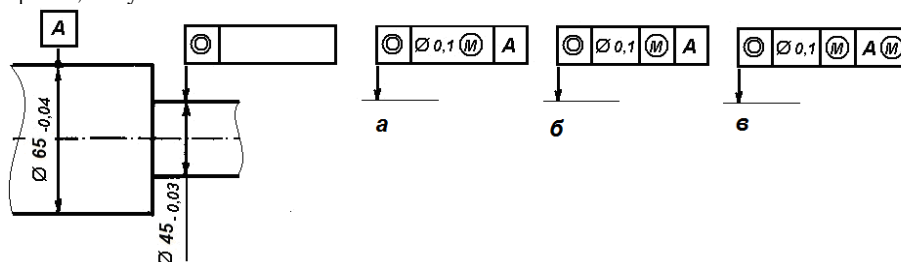 A
◎
◎ Ø 0,1 Ⓜ A
◎ Ø 0,1 Ⓜ A
◎ Ø 0,1 Ⓜ A Ⓜ
а
б
в
Ø 65 -0,04
Ø 45 -0,03